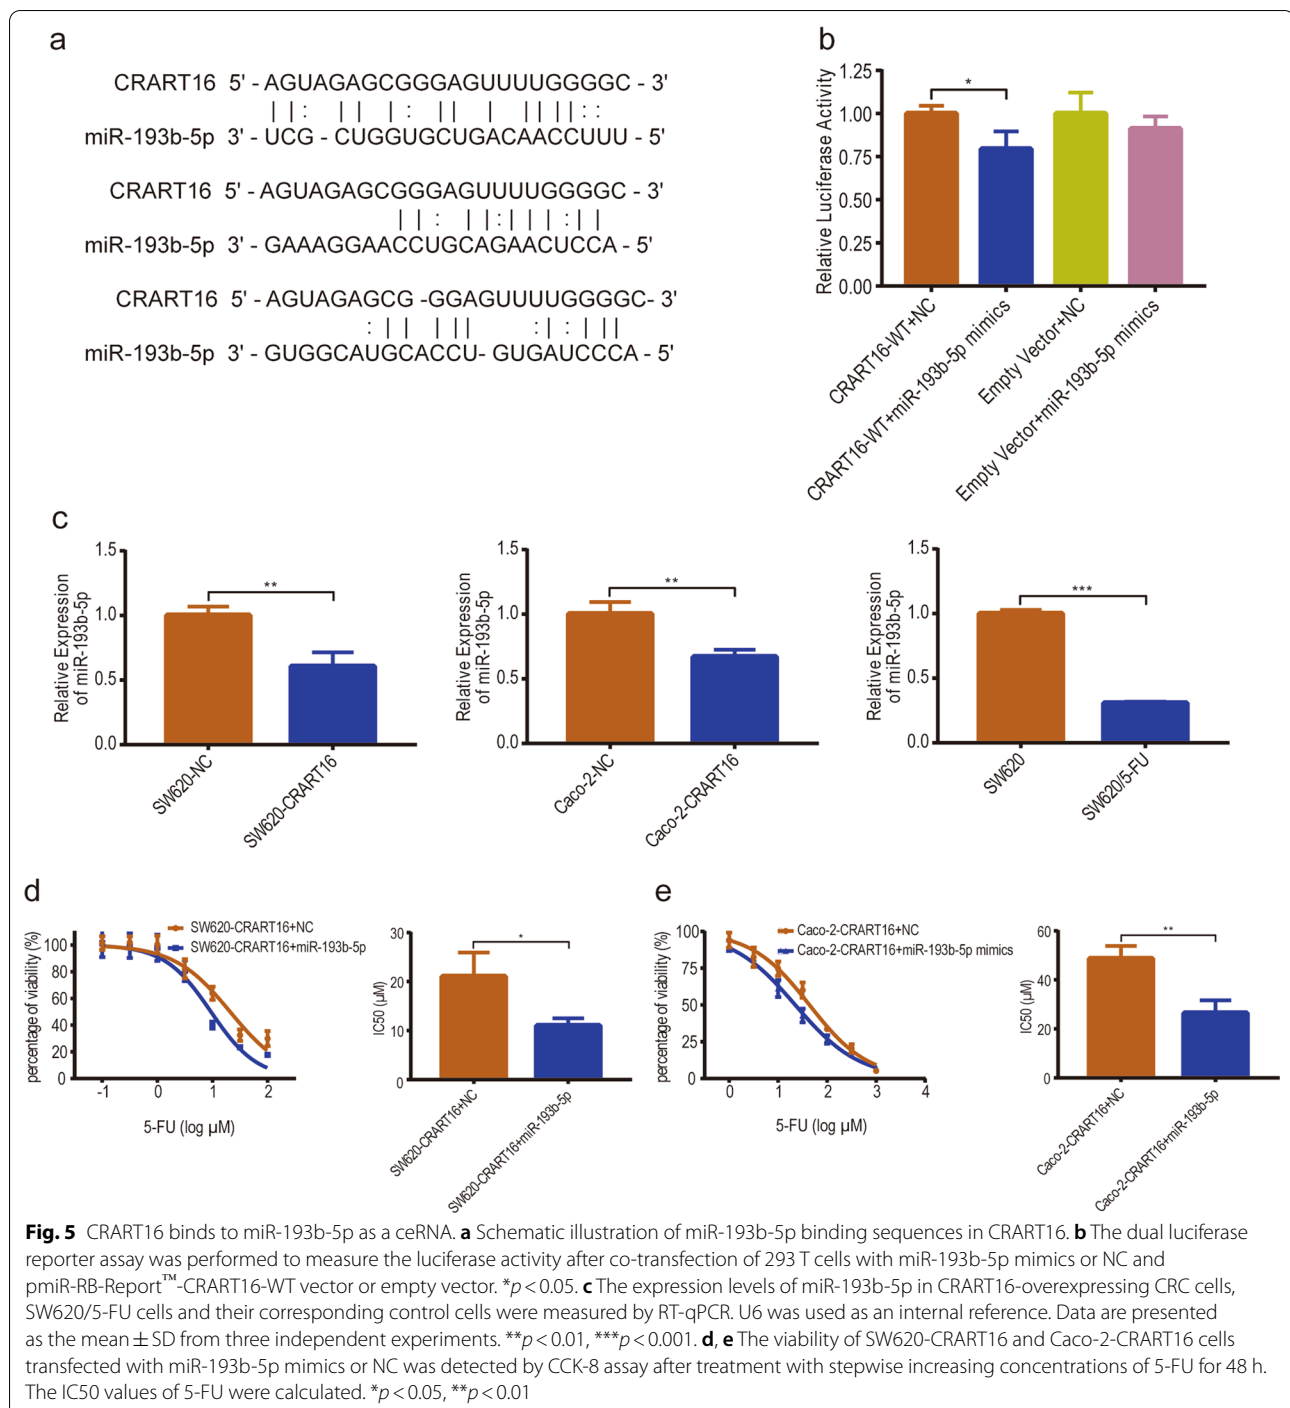 a
CRART16 5' - AGUAGAGCGGGAGUUUUGGGGC - 3'
miR-193b-5p 3' - UCG - CUGGUGCUGACAACCUUU - 5'
CRART16 5' - AGUAGAGCGGGAGUUUUGGGGC - 3'
miR-193b-5p 3' - GAAAGGAACCUGCAGAACUCCA - 5'
CRART16 5' - AGUAGAGCG - GGAGUUUUGGGGC- 3'
miR-193b-5p 3' - GUGGCAUGCACCU- GUGAUCCCA - 5'
b
Relative Luciferase Activity
1.25
1.00
0.75
0.50
0.25
0.00
*
CRART16-WT+NC
CRART16-WT+miR-193b-5p mimics
Empty Vector+NC
Empty Vector+miR-193b-5p mimics
c
Relative Expression
of miR-193b-5p
1.5
1.0
0.5
0.0
**
SW620-NC
SW620-CRART16
Relative Expression
of miR-193b-5p
1.5
1.0
0.5
0.0
**
Caco-2-NC
Caco-2-CRART16
Relative Expression
of miR-193b-5p
1.5
1.0
0.5
0.0
***
SW620
SW620/5-FU
d
percentage of viability (%)
100
80
60
40
20
0
-1 0 1 2
5-FU (log μM)
SW620-CRART16+NC
SW620-CRART16+miR-193b-5p
IC50 (μM)
30
20
10
0
*
SW620-CRART16+NC
SW620-CRART16+miR-193b-5p
e
percentage of viability (%)
100
75
50
25
0
0 1 2 3 4
5-FU (log μM)
Caco-2-CRART16+NC
Caco-2-CRART16+miR-193b-5p mimics
IC50 (μM)
60
40
20
0
**
Caco-2-CRART16+NC
Caco-2-CRART16+miR-193b-5p
Fig. 5 CRART16 binds to miR-193b-5p as a ceRNA. a Schematic illustration of miR-193b-5p binding sequences in CRART16. b The dual luciferase
reporter assay was performed to measure the luciferase activity after co-transfection of 293 T cells with miR-193b-5p mimics or NC and
pmiR-RB-Report™-CRART16-WT vector or empty vector. *p < 0.05. c The expression levels of miR-193b-5p in CRART16-overexpressing CRC cells,
SW620/5-FU cells and their corresponding control cells were measured by RT-qPCR. U6 was used as an internal reference. Data are presented
as the mean ± SD from three independent experiments. **p < 0.01, ***p < 0.001. d, e The viability of SW620-CRART16 and Caco-2-CRART16 cells
transfected with miR-193b-5p mimics or NC was detected by CCK-8 assay after treatment with stepwise increasing concentrations of 5-FU for 48 h.
The IC50 values of 5-FU were calculated. *p < 0.05, **p < 0.01